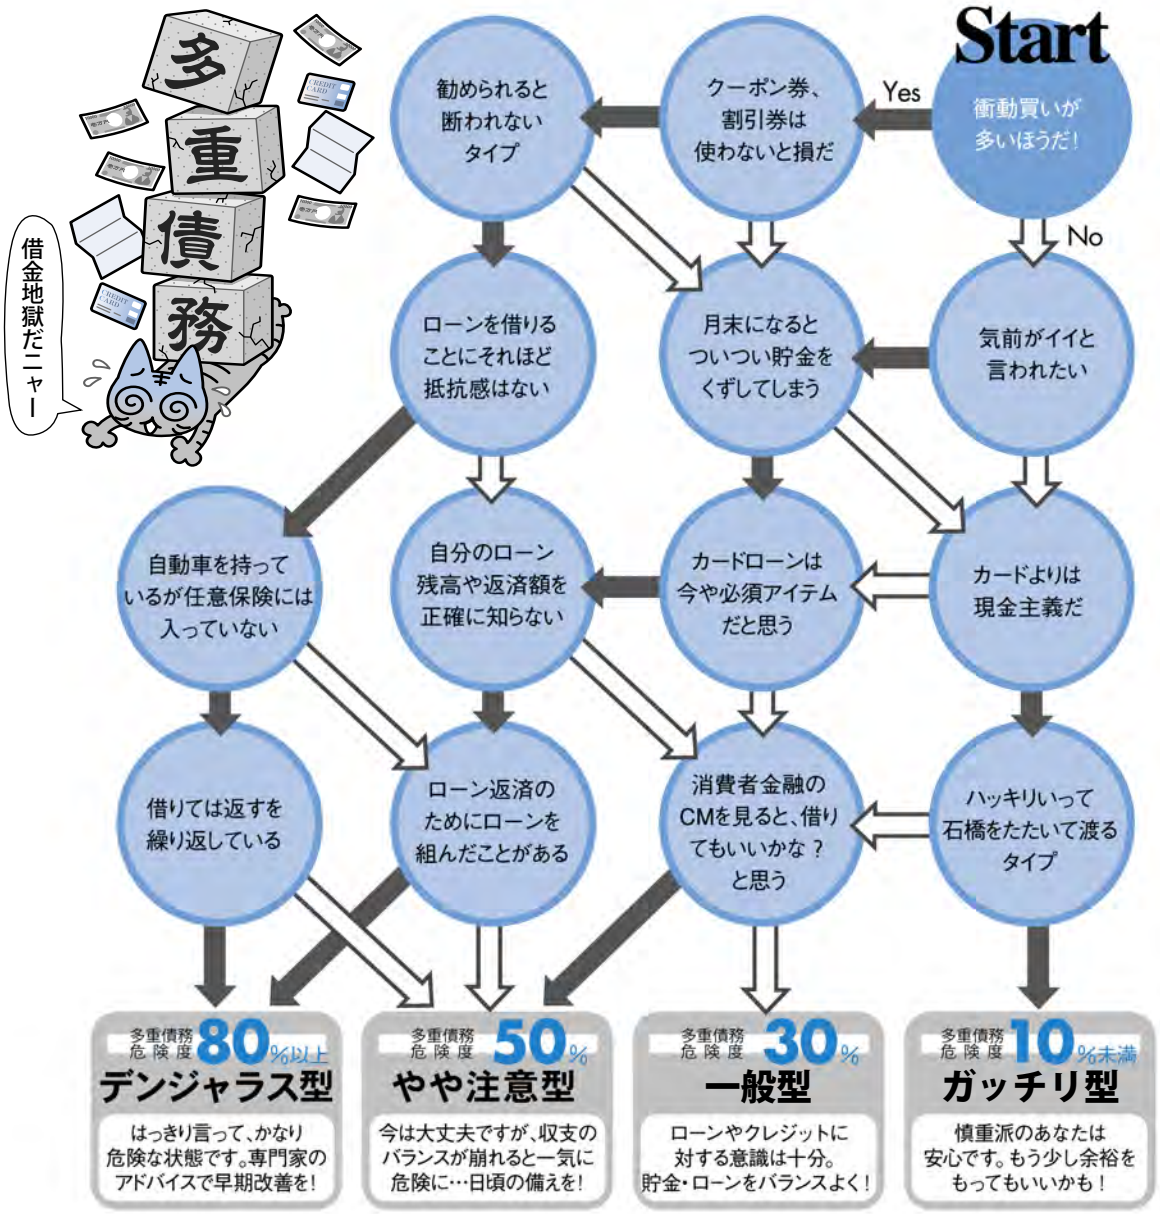 多
重
債
務
CREDIT
CARD
CREDIT
CARD
借金地獄だニャー
Start
衝動買いが
多いほうだ！
Yes
No
クーポン券、
割引券は
使わないと損だ
勧められると
断われない
タイプ
ローンを借りる
ことにそれほど
抵抗感はない
月末になると
ついつい貯金を
くずしてしまう
気前がイイと
言われたい
自動車を持って
いるが任意保険には
入っていない
自分のローン
残高や返済額を
正確に知らない
カードローンは
今や必須アイテム
だと思う
カードよりは
現金主義だ
借りては返すを
繰り返している
ローン返済の
ためにローンを
組んだことがある
消費者金融の
CMを見ると、借り
てもいいかな？
と思う
ハッキリいって
石橋をたたいて渡る
タイプ
多重債務
危険度 80%以上
デンジャラス型
はっきり言って、かなり
危険な状態です。専門家の
アドバイスで早期改善を！
多重債務
危険度 50%
やや注意型
今は大丈夫ですが、収支の
バランスが崩れると一気に
危険に…日頃の備えを！
多重債務
危険度 30%
一般型
ローンやクレジットに
対する意識は十分。
貯金・ローンをバランスよく！
多重債務
危険度 10%未満
ガッチリ型
慎重派のあなたは
安心です。もう少し余裕を
もってもいいかも！